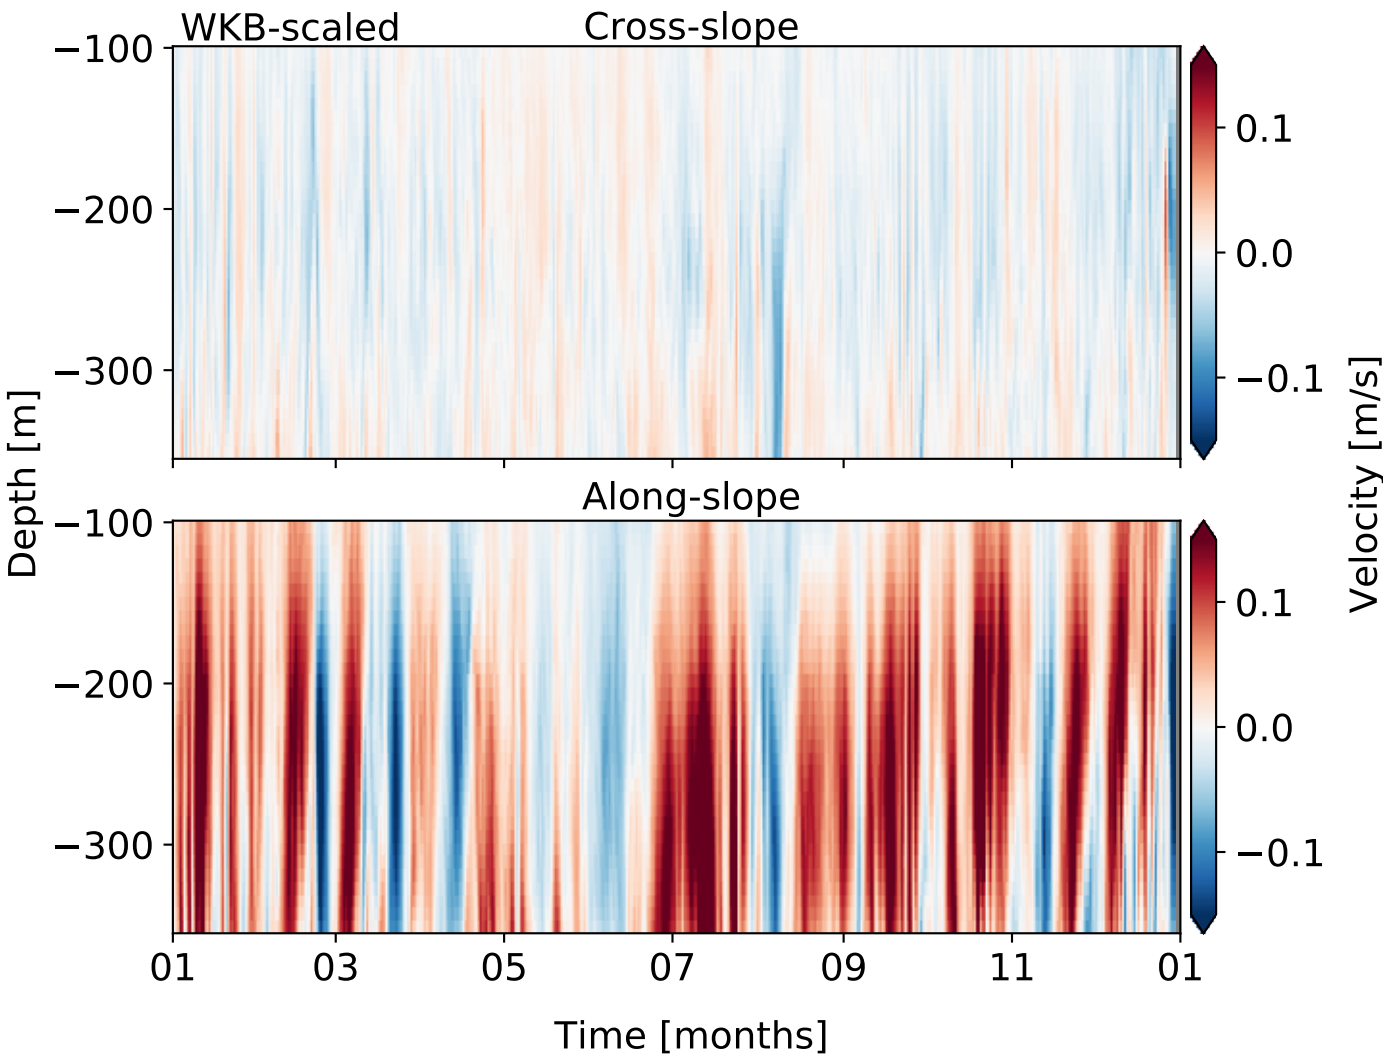 WKB-scaled Cross-slope
−100
−200
−300
0.1
0.0
−0.1
Along-slope
−100
−200
−300
0.1
0.0
−0.1
Depth [m]
Velocity [m/s]
01 03 05 07 09 11 01
Time [months]